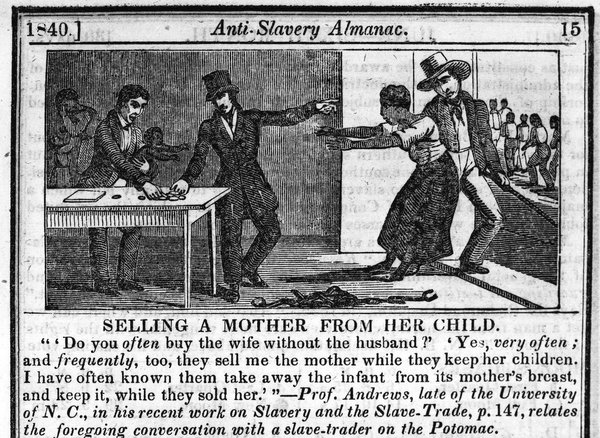 1840.] Anti-Slavery Almanac. 15
SELLING A MOTHER FROM HER CHILD.
“‘Do you often buy the wife without the husband?’ ‘Yes, very often;
and frequently, too, they sell me the mother while they keep her children.
I have often known them take away the infant from its mother's breast,
and keep it, while they sold her.’”—Prof. Andrews, late of the University
of N. C., in his recent work on Slavery and the Slave-Trade, p. 147, relates
the foregoing conversation with a slave-trader on the Potomac.